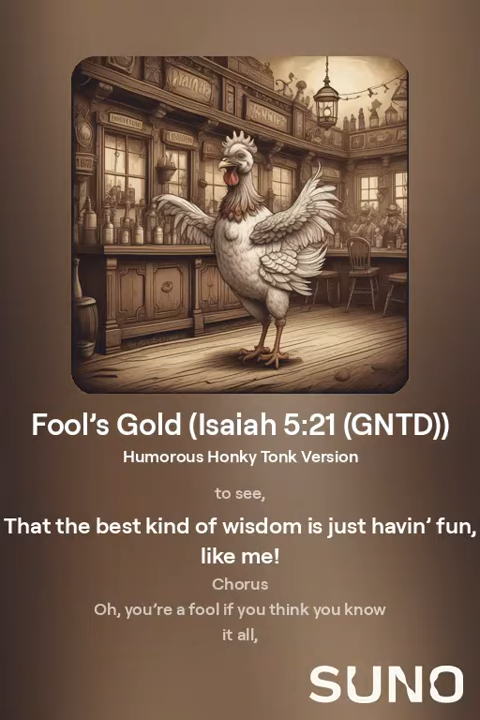 Fool’s Gold (Isaiah 5:21 (GNTD))
Humorous Honky Tonk Version
to see,
That the best kind of wisdom is just havin’ fun,
like me!
Chorus
Oh, you’re a fool if you think you know
it all,
SUNO